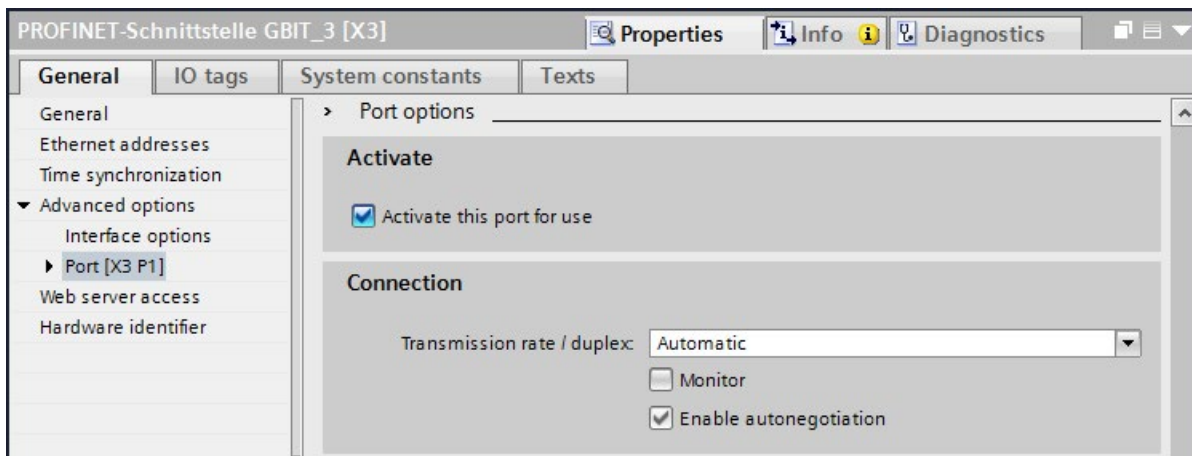 PROFINET-Schnittstelle GBIT_3 [X3]
Properties
Info
Diagnostics
General
IO tags
System constants
Texts
General
Ethernet addresses
Time synchronization
Advanced options
Interface options
Port [X3 P1]
Web server access
Hardware identifier
Port options
Activate
Activate this port for use
Connection
Transmission rate / duplex: Automatic
Monitor
Enable autonegotiation